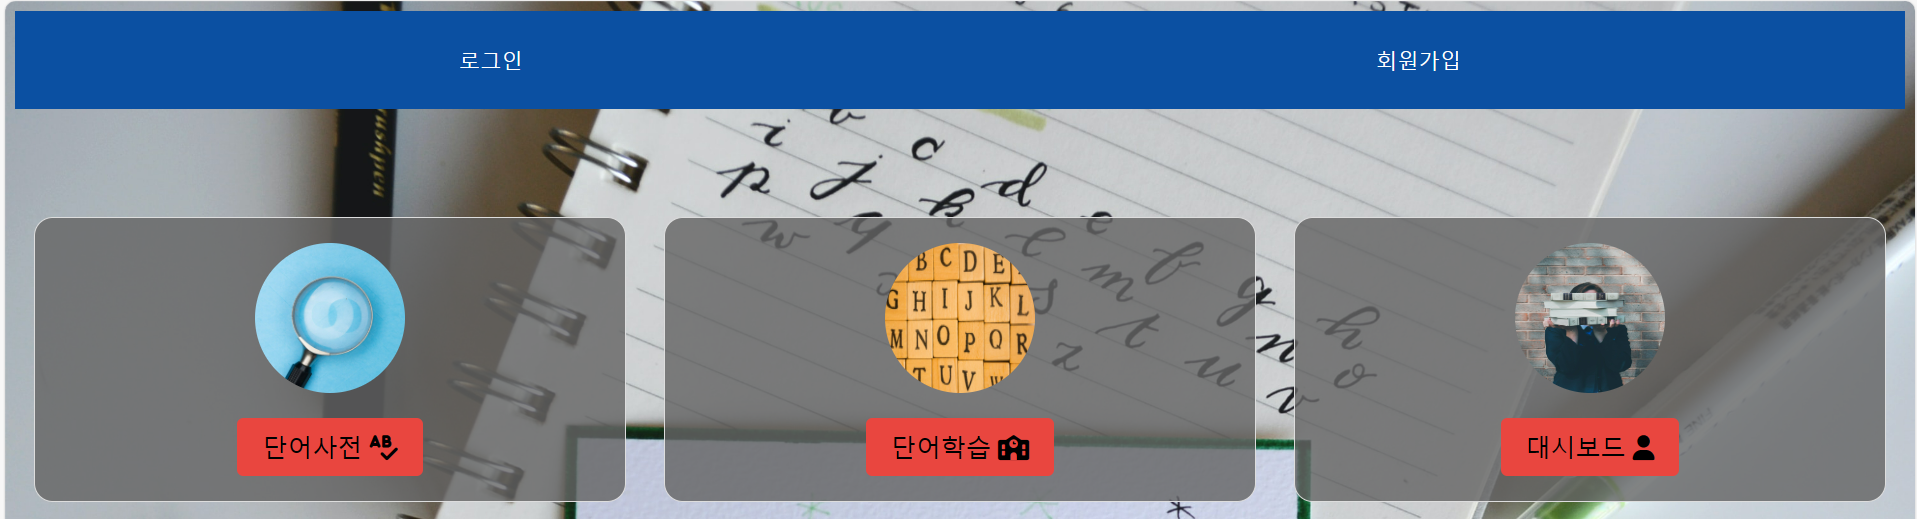 로그인 회원가입
i v c
p j k d
w q l e
m f
s g h
z t u n o
v
B C D E
G H I J K L
M N O P Q R
T U V W
단어사전 AB
단어학습
대시보드